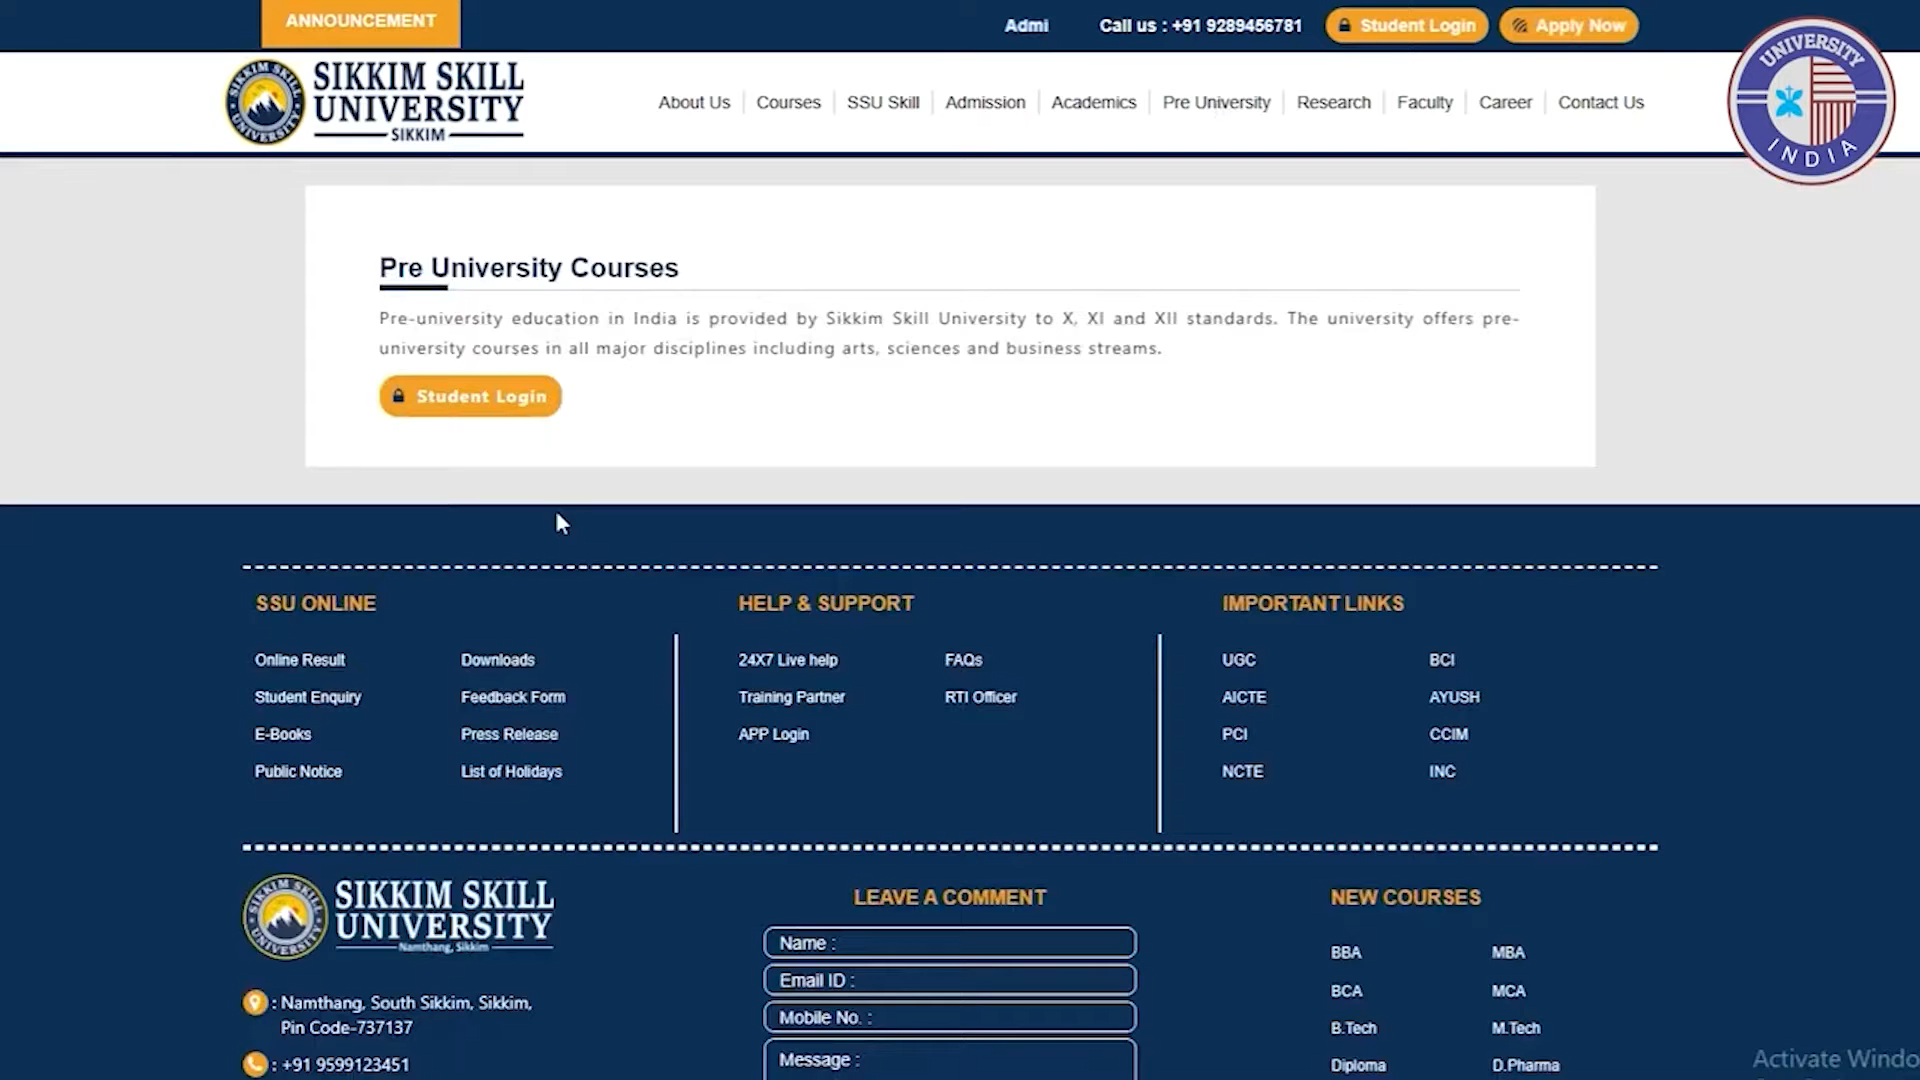 ANNOUNCEMENT
Admi
Call us : +91 9289456781
Student Login
Apply Now
SIKKIM SKILL
UNIVERSITY
SIKKIM
SIKKIM SKILL
UNIVERSITY
About Us
Courses
SSU Skill
Admission
Academics
Pre University
Research
Faculty
Career
Contact Us
UNIVERSITY
INDIA
Pre University Courses
Pre-university education in India is provided by Sikkim Skill University to X, XI and XII standards. The university offers pre-
university courses in all major disciplines including arts, sciences and business streams.
Student Login
SSU ONLINE
Online Result
Downloads
Student Enquiry
Feedback Form
E-Books
Press Release
Public Notice
List of Holidays
HELP & SUPPORT
24X7 Live help
FAQs
Training Partner
RTI Officer
APP Login
IMPORTANT LINKS
UGC
BCI
AICTE
AYUSH
PCI
CCIM
NCTE
INC
SIKKIM SKILL
UNIVERSITY
SIKKIM SKILL
UNIVERSITY
Namthang, Sikkim
: Namthang, South Sikkim, Sikkim,
Pin Code-737137
: +91 9599123451
LEAVE A COMMENT
Name :
Email ID :
Mobile No. :
Message :
NEW COURSES
BBA
MBA
BCA
MCA
B.Tech
M.Tech
Diploma
D.Pharma
Activate Windo